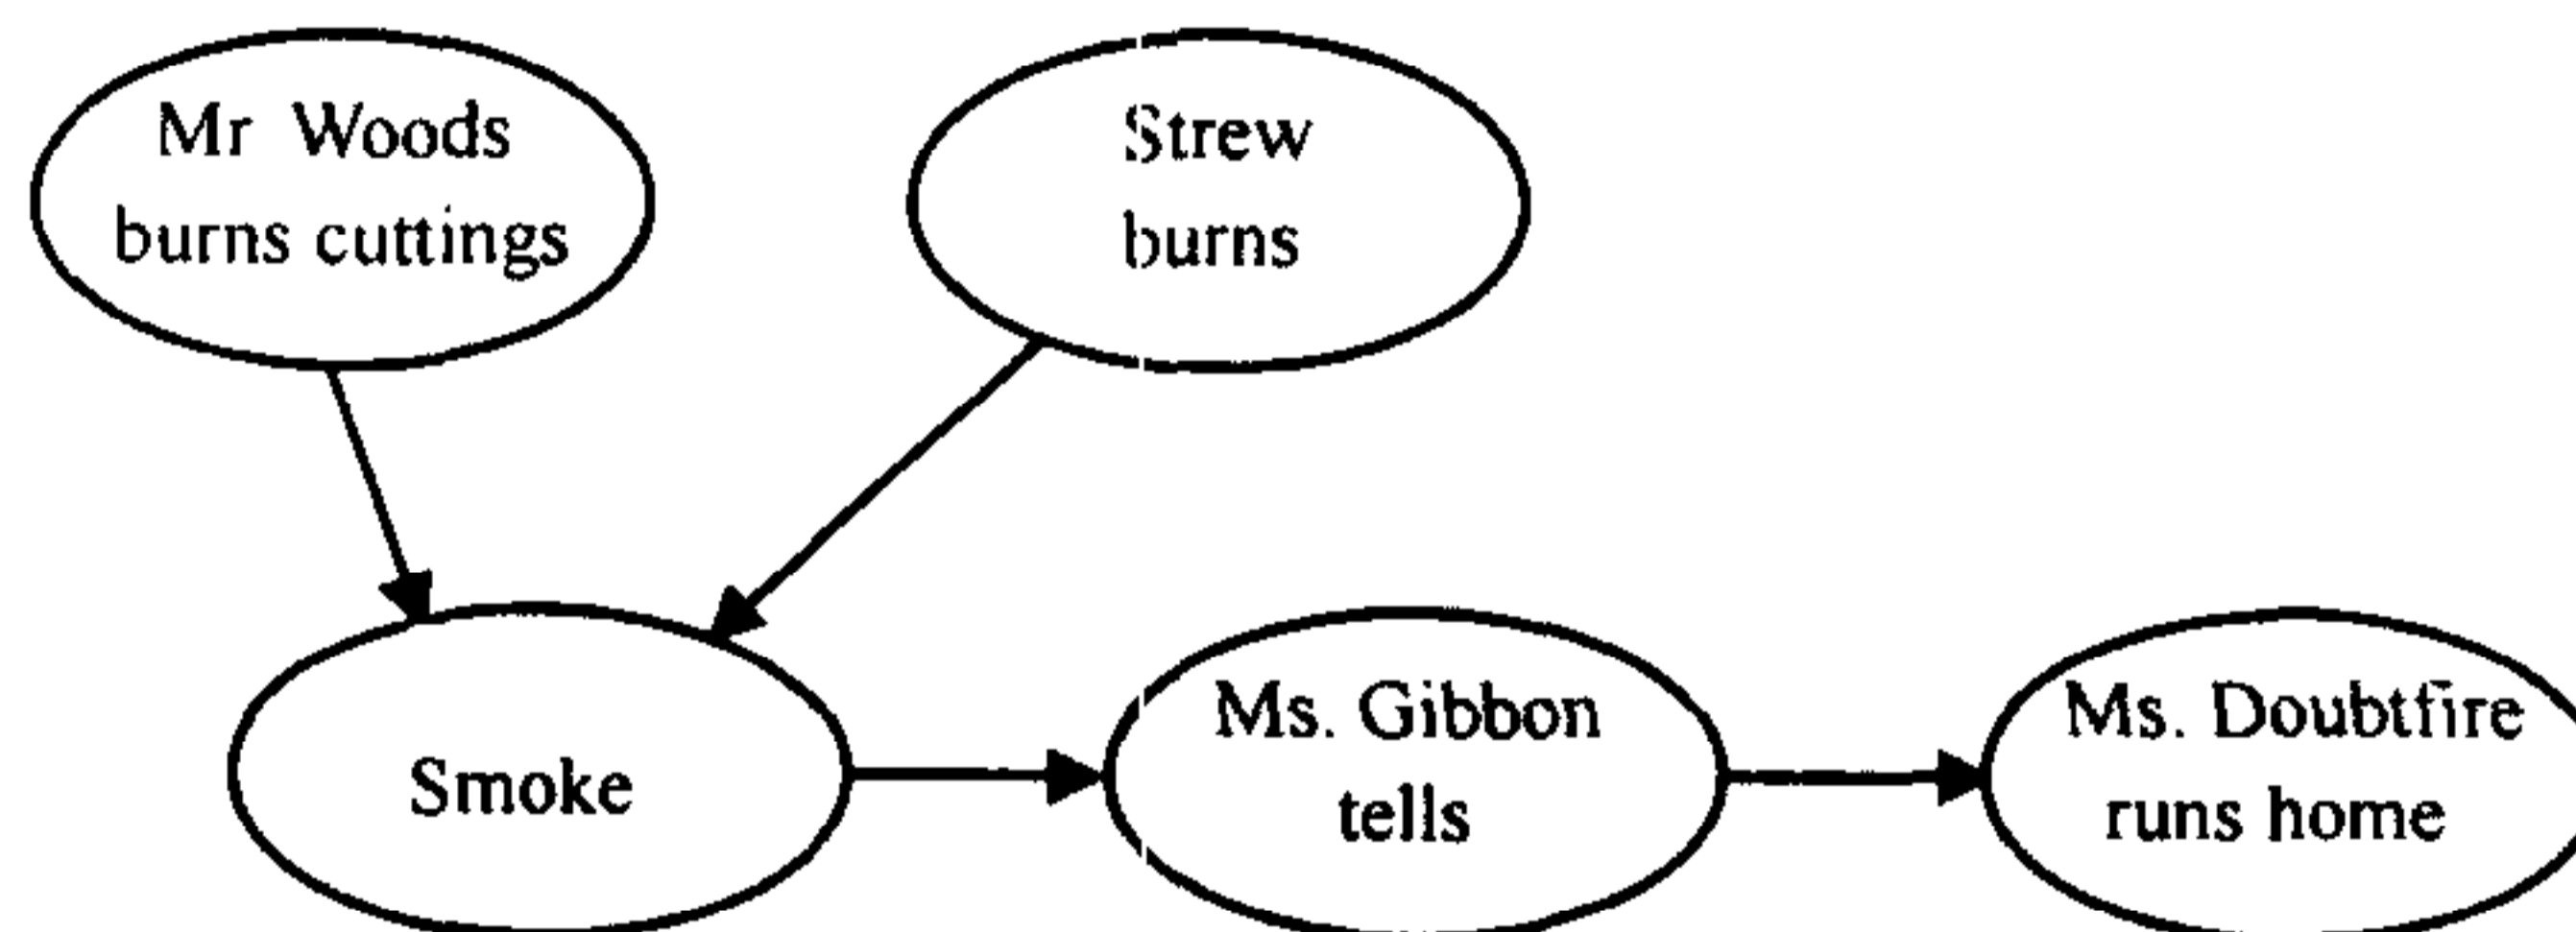 Mr Woods
burns cuttings
Strew
burns
Smoke
Ms. Gibbon
tells
Ms. Doubtfire
runs home